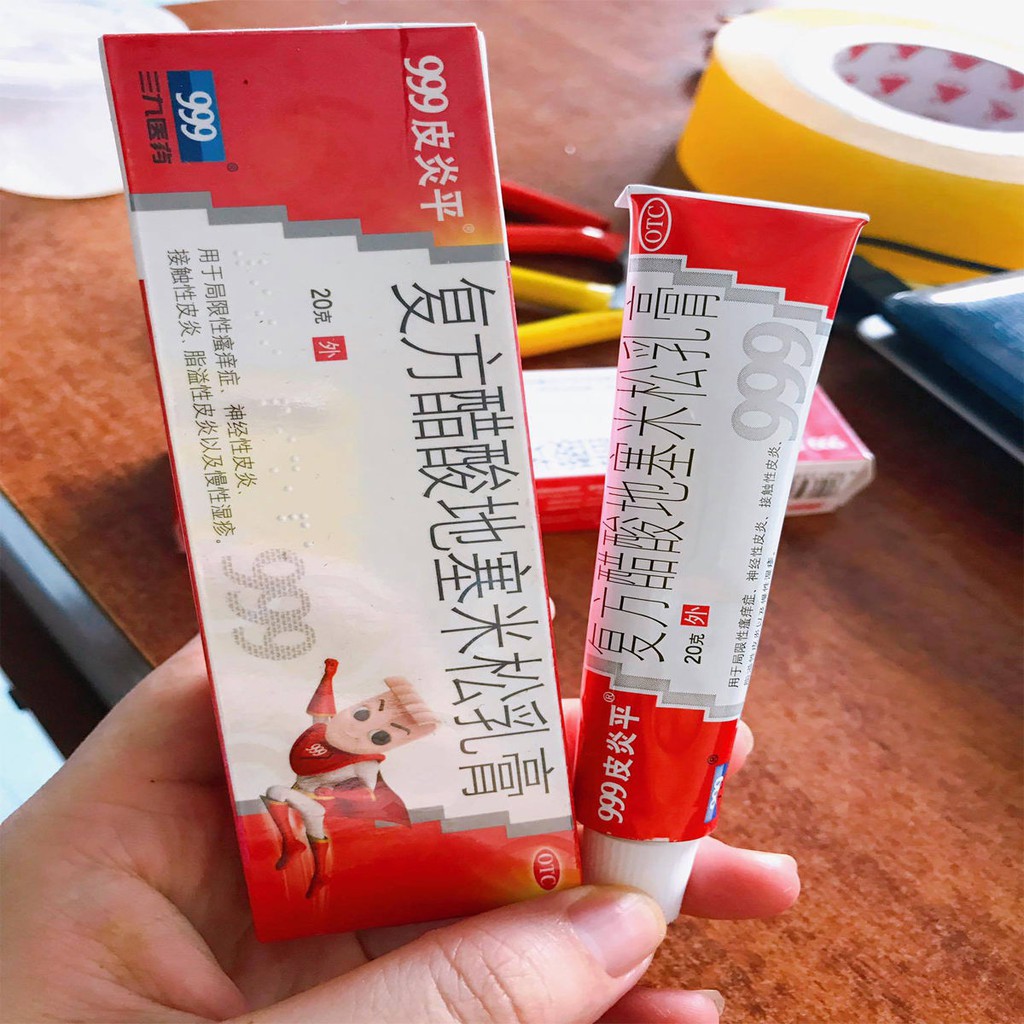 999皮炎平®
999
®
三九医药
复方醋酸地塞米松乳膏
20克 外
用于局限性瘙痒症、神经性皮炎、
接触性皮炎、脂溢性皮炎以及慢性湿疹。
999
999
OTC
OTC
999
复方醋酸地塞米松乳膏
20克 外
用于局限性瘙痒症、神经性皮炎、接触性皮炎、
999皮炎平®
999